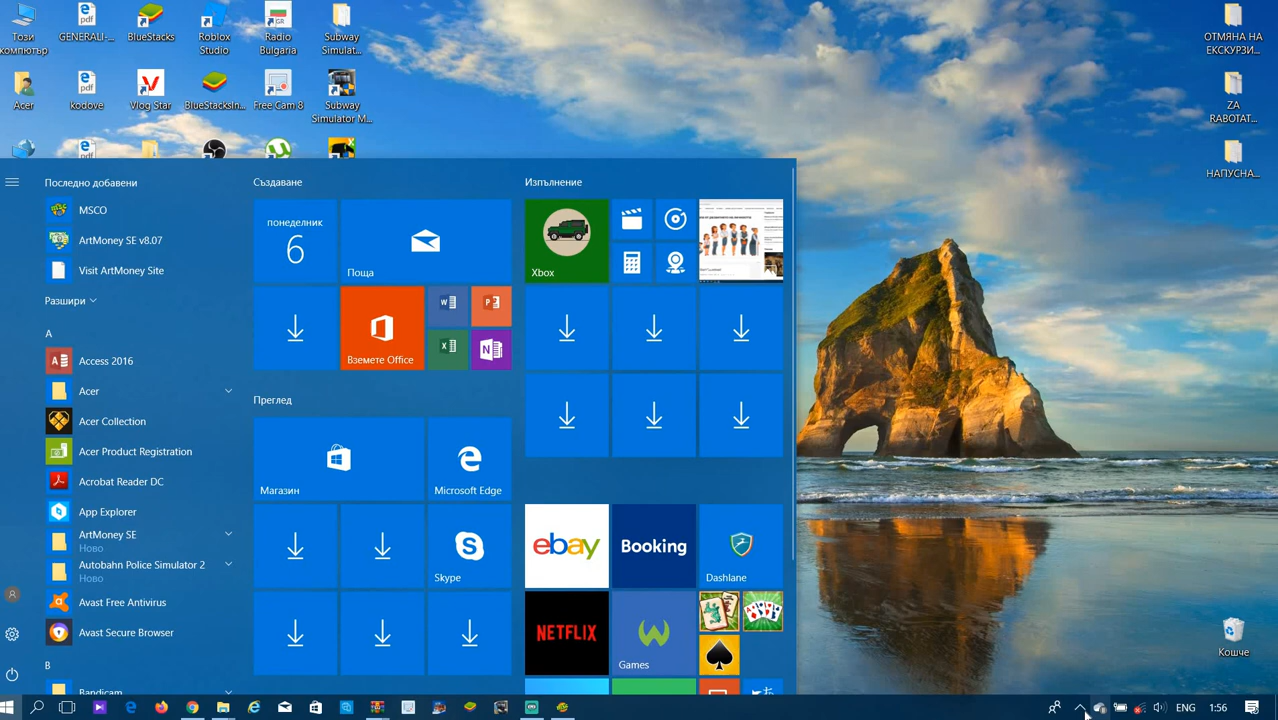 Този
компютър
GENERALI-...
BlueStacks
Roblox
Studio
Radio
Bulgaria
Subway
Simulat...
ОТМЯНА НА
ЕКСКУРЗИ...
Acer
kodove
Vlog Star
BlueStacksIn...
Free Cam 8
Subway
Simulator M...
ZA
RABOTAT...
НАПУСНА...
Последно добавени
MSCO
ArtMoney SE v8.07
Visit ArtMoney Site
Разшири
A
Access 2016
Acer
Acer Collection
Acer Product Registration
Acrobat Reader DC
App Explorer
ArtMoney SE
Ново
Autobahn Police Simulator 2
Ново
Avast Free Antivirus
Avast Secure Browser
B
Bandicam
Създаване
понеделник
6
Поща
Вземете Office
Преглед
Магазин
Microsoft Edge
Skype
Изпълнение
Xbox
ebay
Booking
Dashlane
NETFLIX
Games
Кошче
ENG
1:56